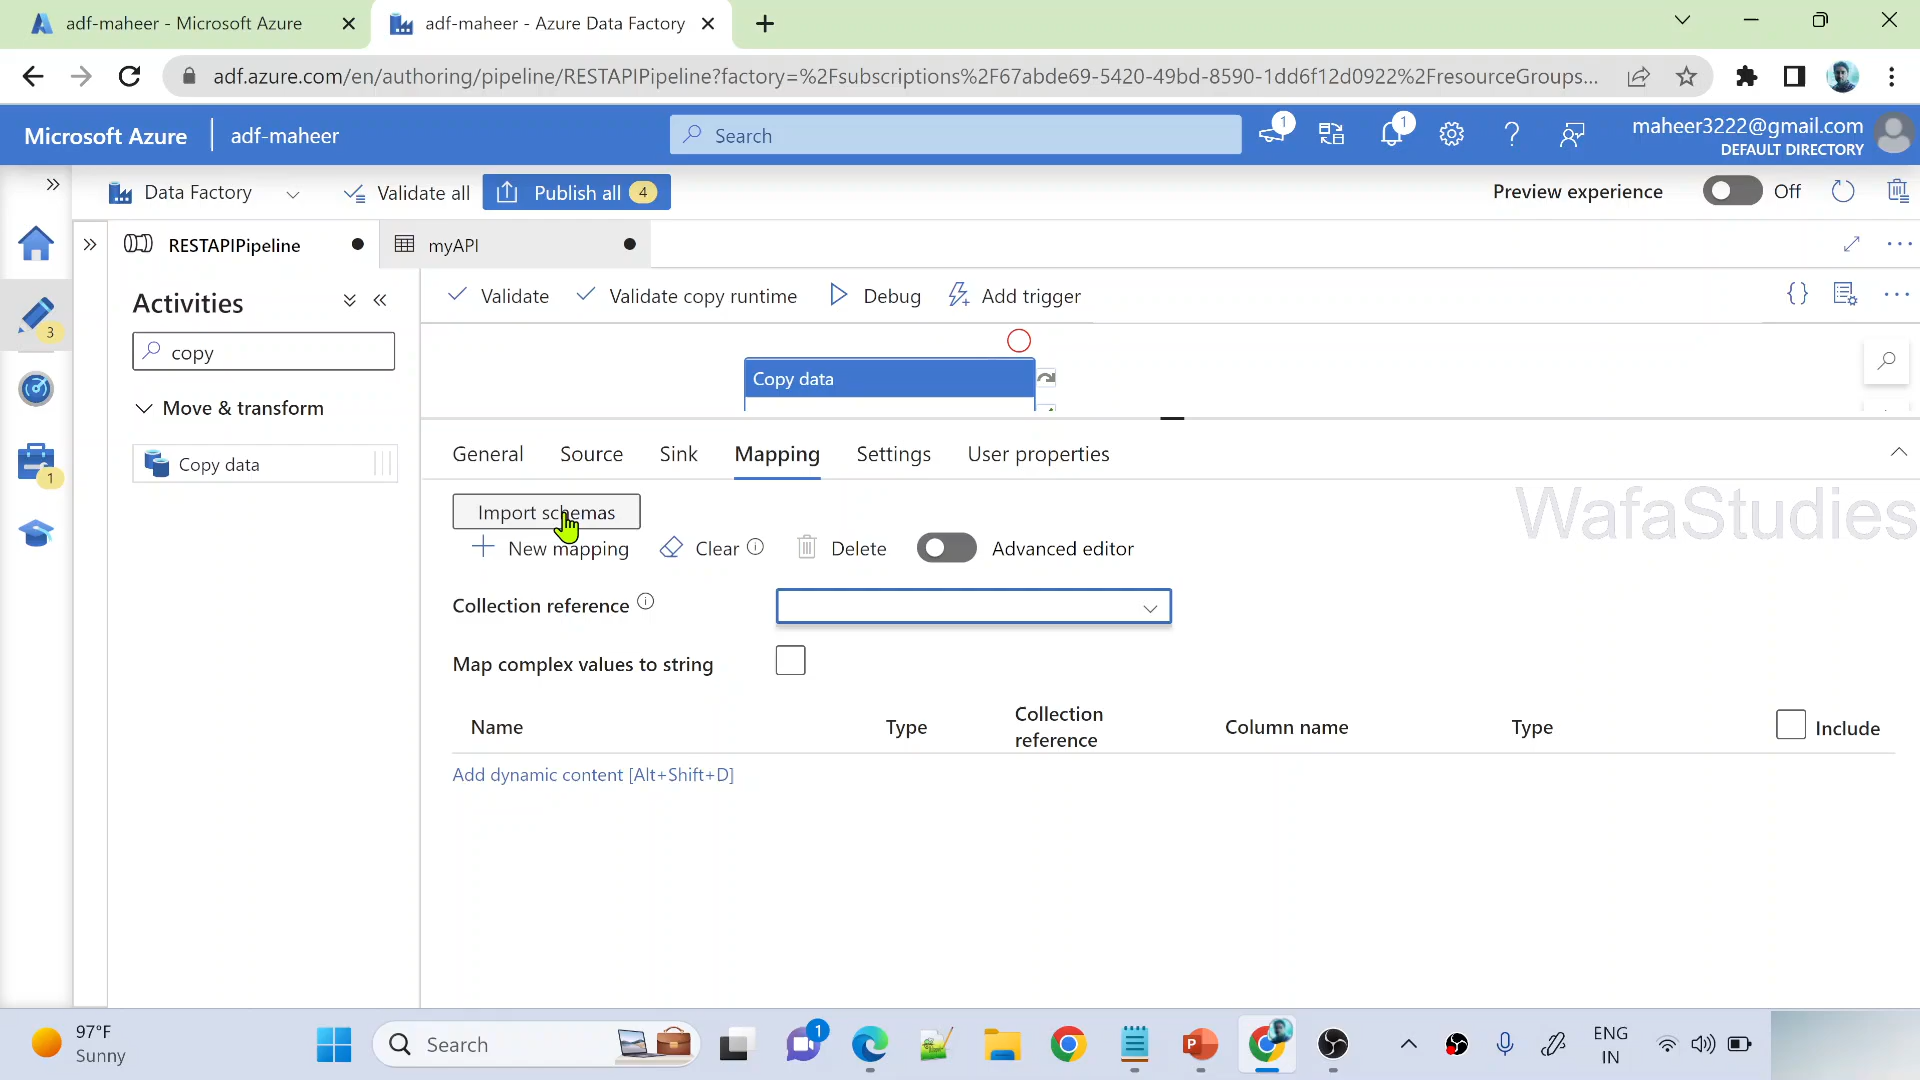 adf-maheer - Microsoft Azure
adf-maheer - Azure Data Factory
adf.azure.com/en/authoring/pipeline/RESTAPIPipeline?factory=%2Fsubscriptions%2F67abde69-5420-49bd-8590-1dd6f12d0922%2FresourceGroups...
Microsoft Azure
adf-maheer
Search
1
1
maheer3222@gmail.com
DEFAULT DIRECTORY
Data Factory
Validate all
Publish all 4
Preview experience
Off
RESTAPIPipeline
myAPI
Activities
copy
Move & transform
Copy data
3
1
Validate
Validate copy runtime
Debug
Add trigger
Copy data
General
Source
Sink
Mapping
Settings
User properties
Import schemas
WafaStudies
New mapping
Clear
Delete
Advanced editor
Collection reference
Map complex values to string
Name
Type
Collection
reference
Column name
Type
Include
Add dynamic content [Alt+Shift+D]
97°F
Sunny
Search
1
ENG
IN